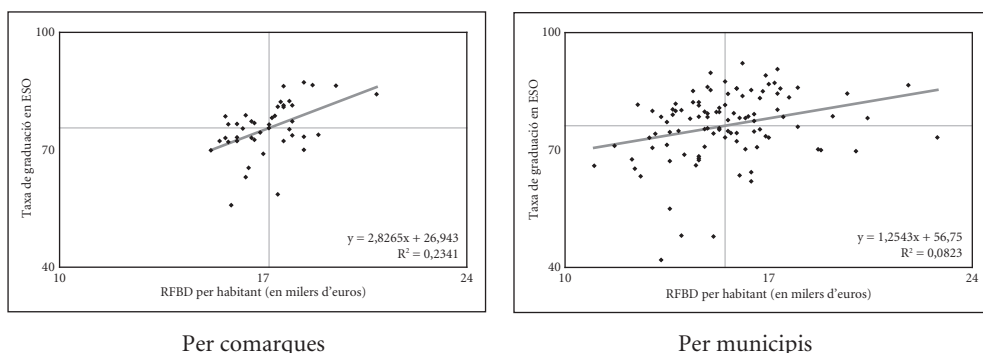 100
70
40
Taxa de graduació en ESO
y = 2,8265x + 26,943
R² = 0,2341
10
17
24
RFBD per habitant (en milers d'euros)
Per comarques
100
70
40
Taxa de graduació en ESO
y = 1,2543x + 56,75
R² = 0,0823
10
17
24
RFBD per habitant (en milers d'euros)
Per municipis